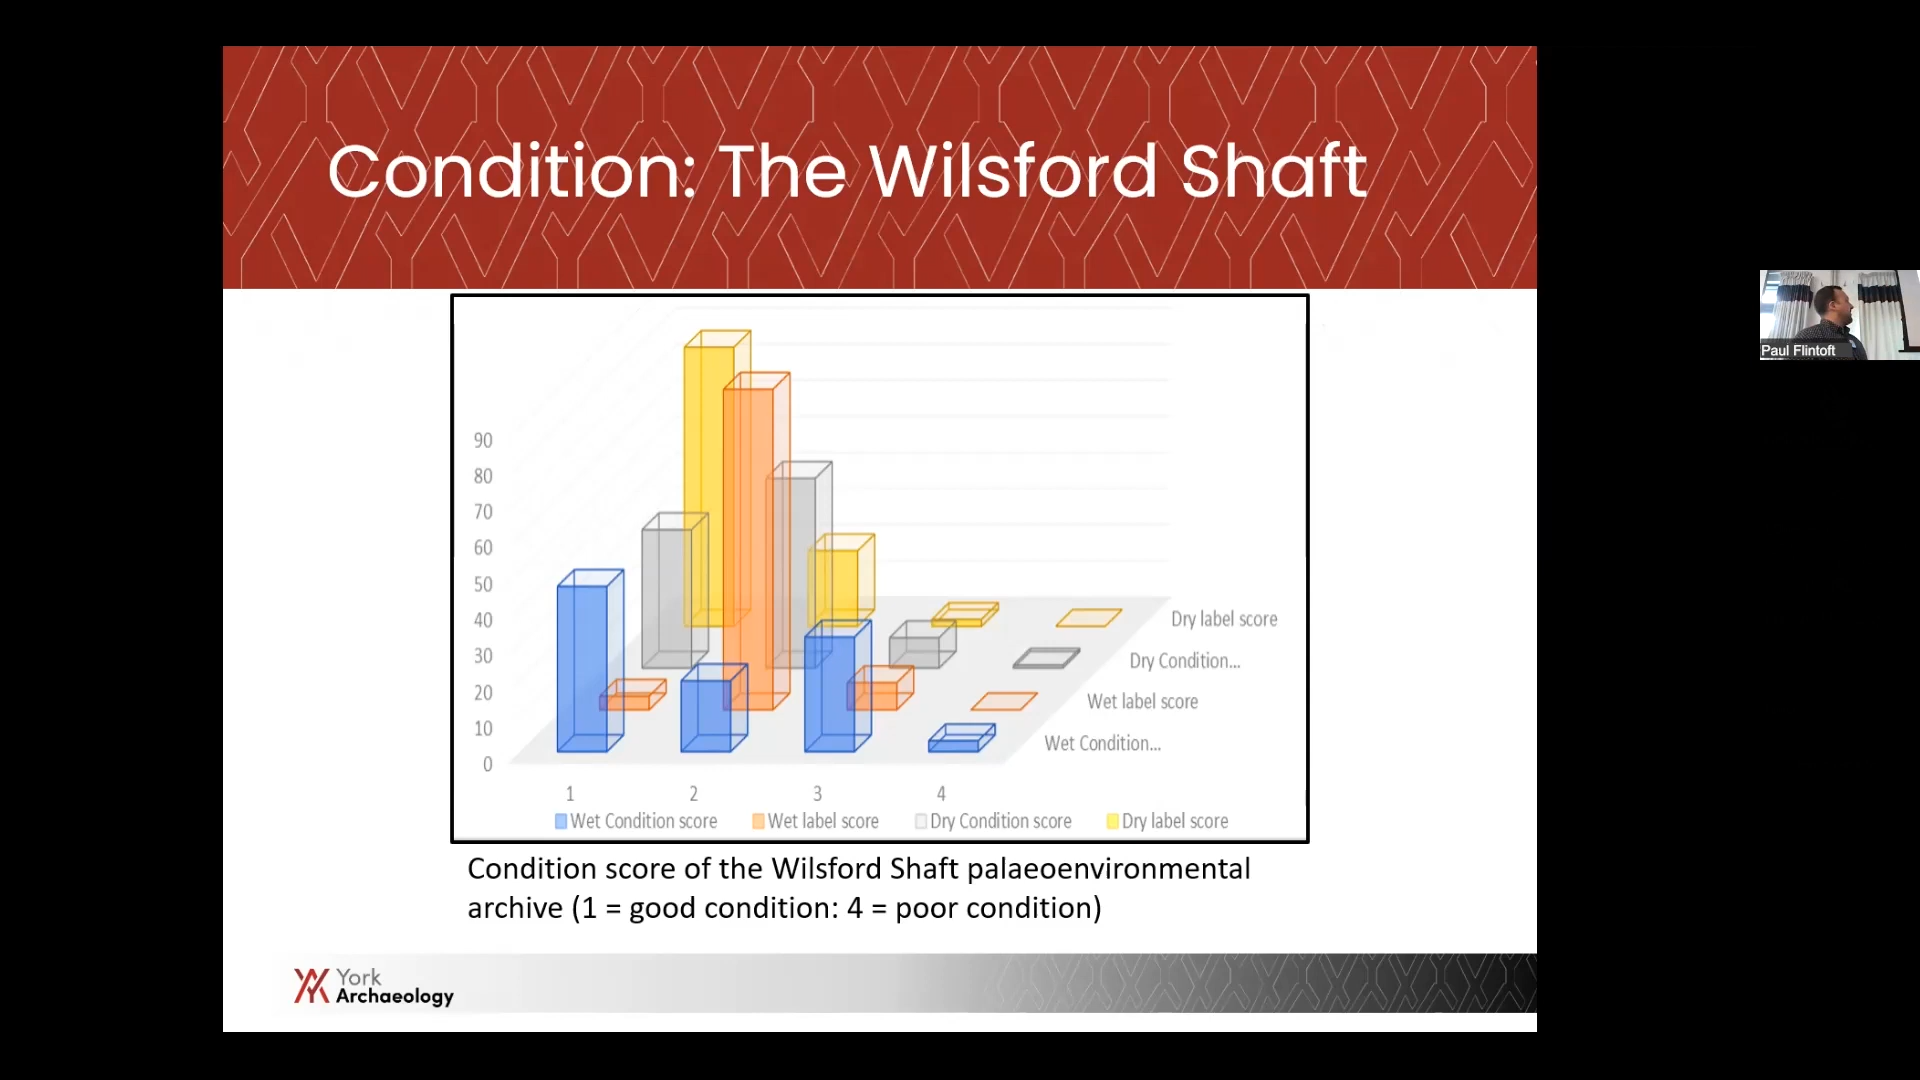 Condition: The Wilsford Shaft
90
80
70
60
50
40
30
20
10
0
Dry label score
Dry Condition...
Wet label score
Wet Condition...
1 2 3 4
Wet Condition score Wet label score Dry Condition score Dry label score
Condition score of the Wilsford Shaft palaeoenvironmental
archive (1 = good condition: 4 = poor condition)
York
Archaeology
Paul Flintoft